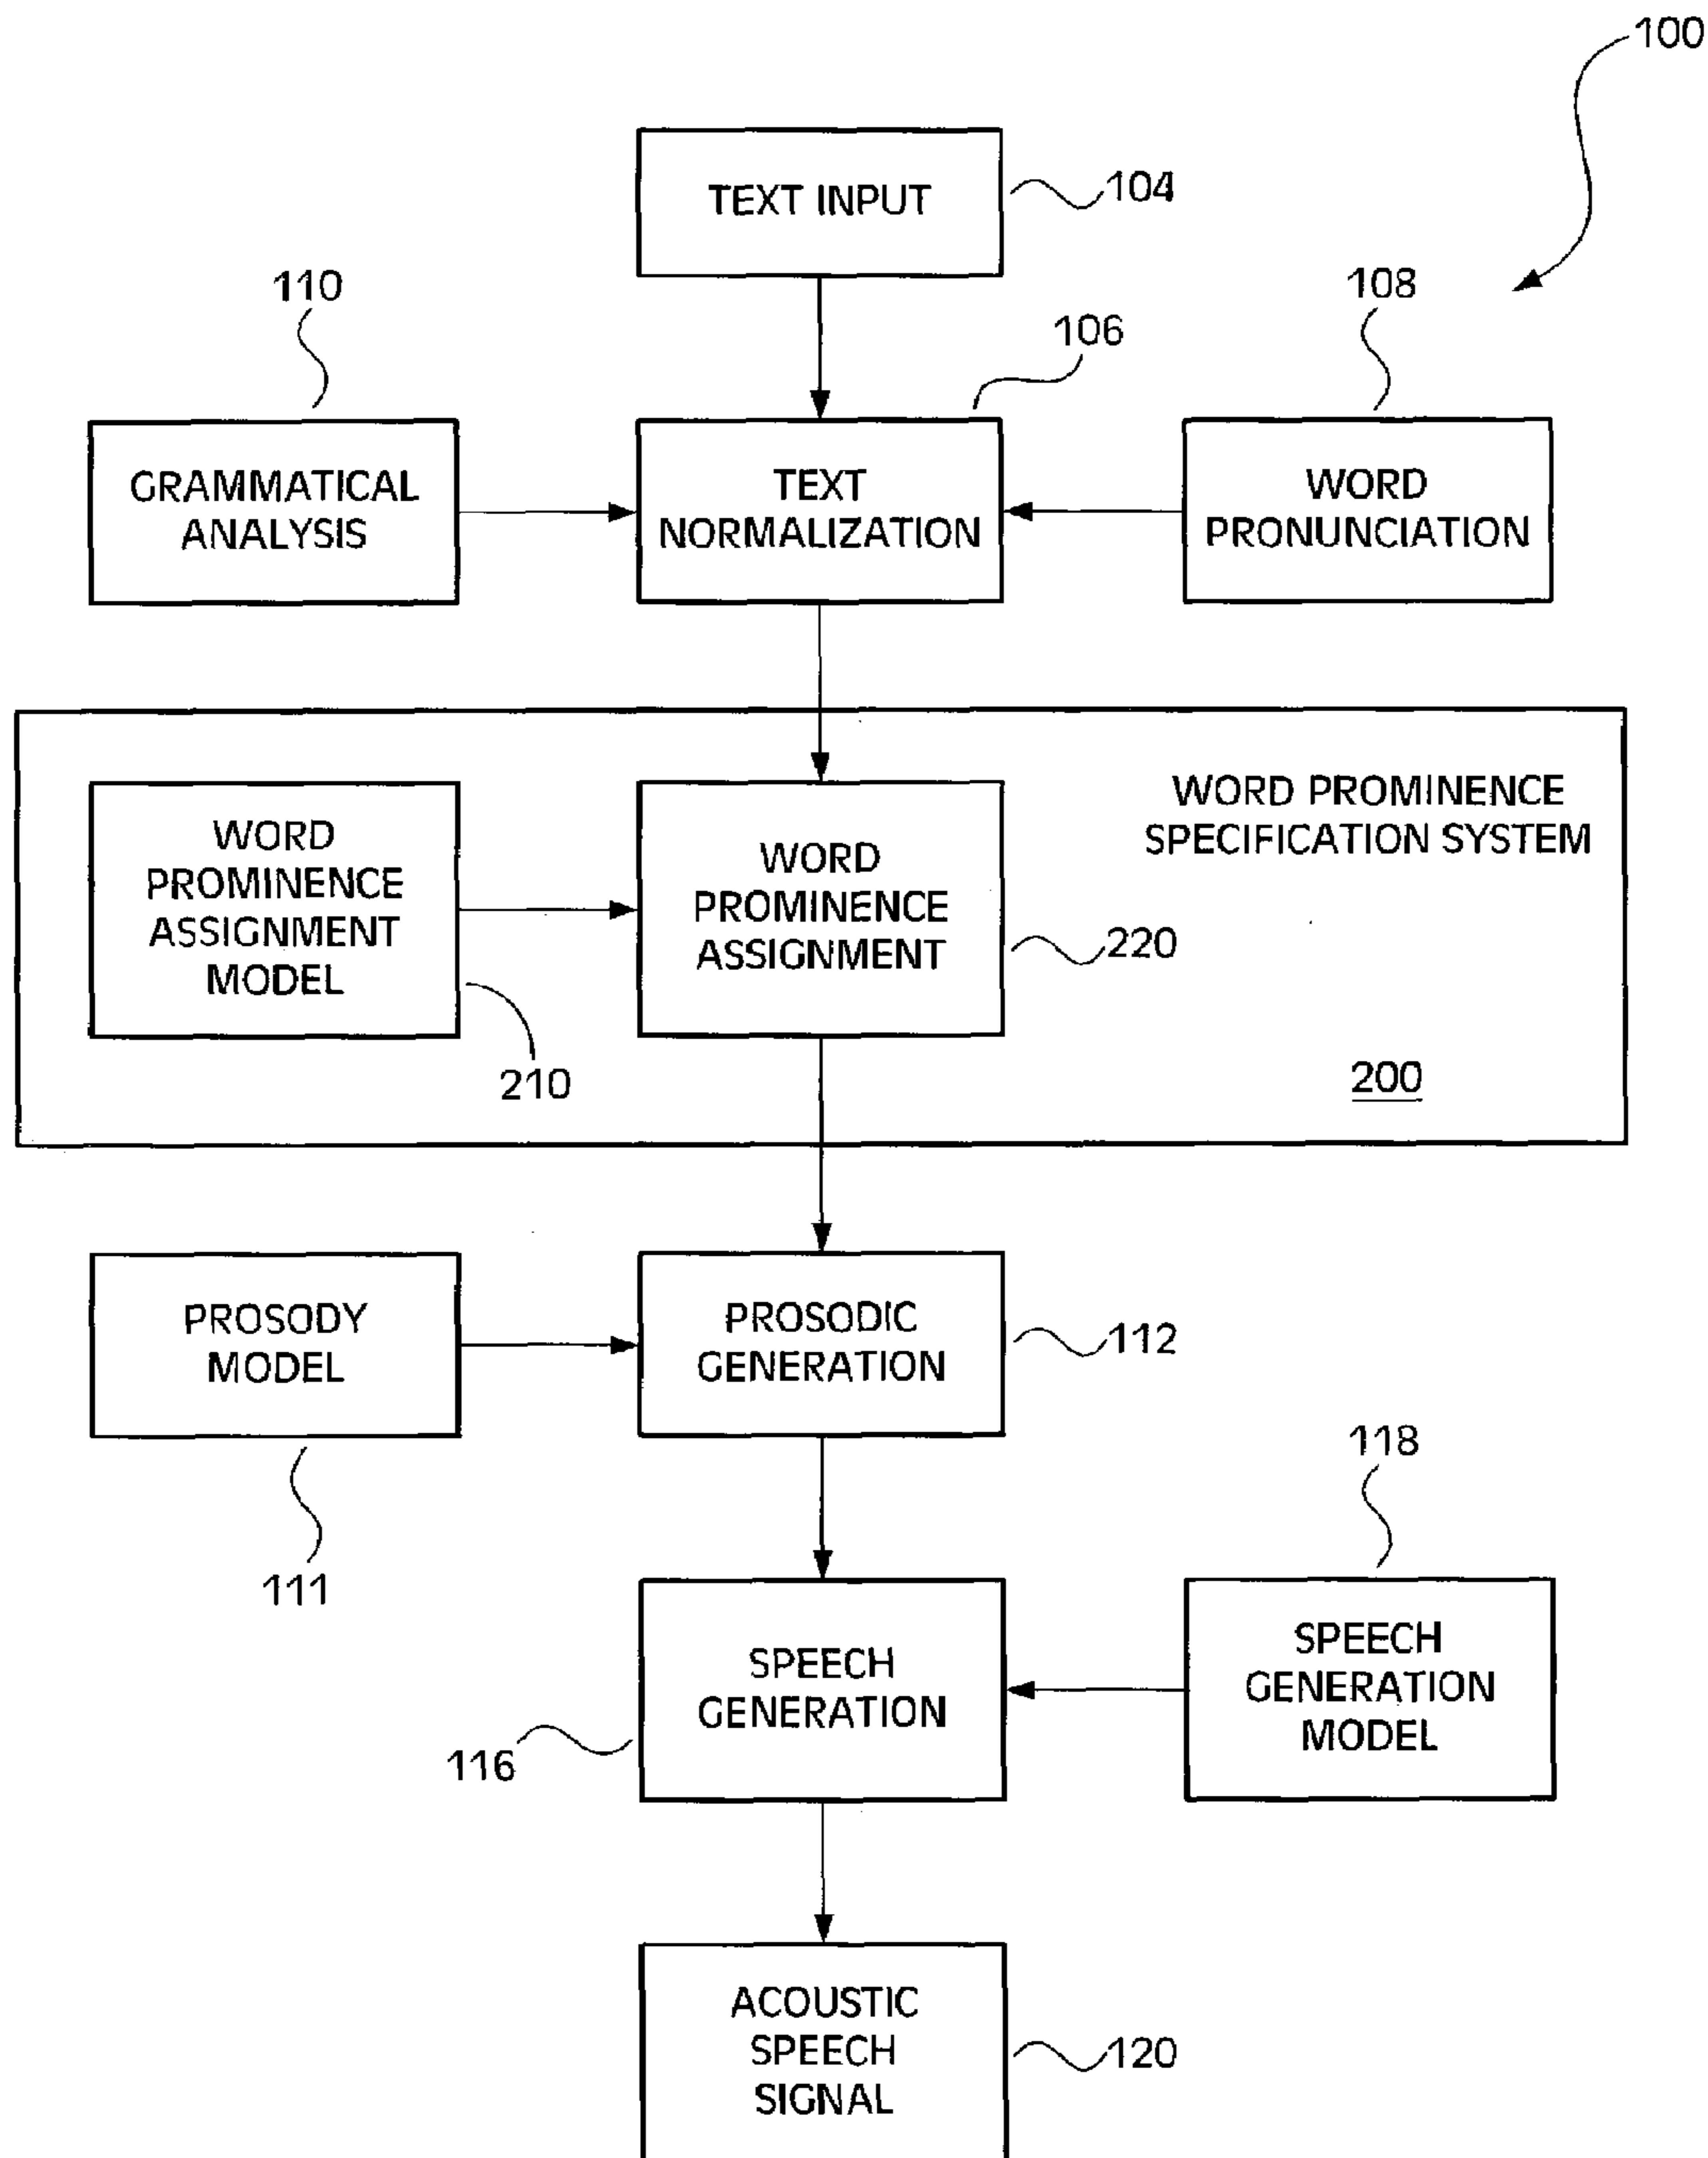 100
TEXT INPUT
104
110
108
106
GRAMMATICAL
ANALYSIS
TEXT
NORMALIZATION
WORD
PRONUNCIATION
WORD PROMINENCE
SPECIFICATION SYSTEM
WORD
PROMINENCE
ASSIGNMENT
MODEL
WORD
PROMINENCE
ASSIGNMENT
220
210
200
PROSODY
MODEL
PROSODIC
GENERATION
112
111
118
SPEECH
GENERATION
116
SPEECH
GENERATION
MODEL
ACOUSTIC
SPEECH
SIGNAL
120